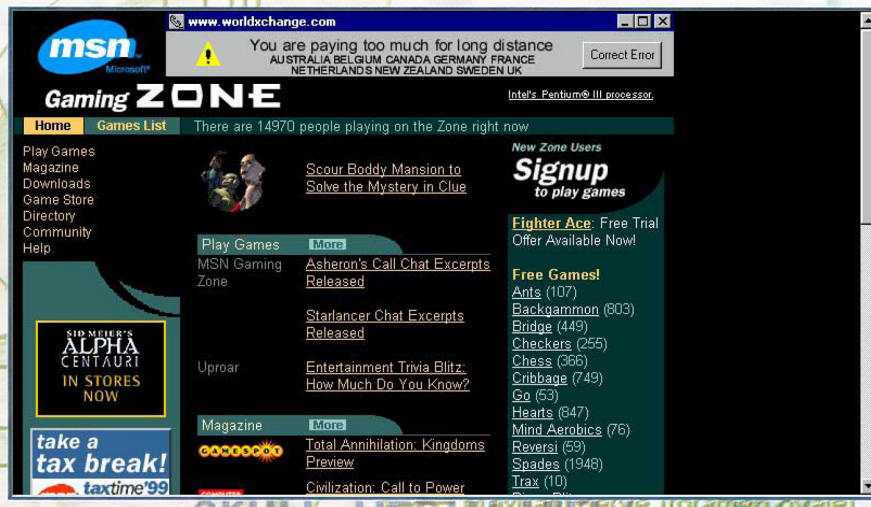 www.worldxchange.com
You are paying too much for long distance
AUSTRALIA BELGIUM CANADA GERMANY FRANCE
NETHERLANDS NEW ZEALAND SWEDEN UK
Correct Error
msn
Microsoft®
Gaming ZONE
Intel's Pentium® III processor.
Home Games List There are 14970 people playing on the Zone right now
Play Games
Magazine
Downloads
Game Store
Directory
Community
Help
SID MEIER'S
ALPHA
CENTAURI
IN STORES
NOW
take a
tax break!
msn taxtime'99
Scour Boddy Mansion to
Solve the Mystery in Clue
Play Games More
MSN Gaming
Zone
Asheron's Call Chat Excerpts
Released
Starlancer Chat Excerpts
Released
Uproar
Entertainment Trivia Blitz:
How Much Do You Know?
Magazine More
GAMESPOT
Total Annihilation: Kingdoms
Preview
COMPUTER
Civilization: Call to Power
New Zone Users
Signup
to play games
Fighter Ace: Free Trial
Offer Available Now!
Free Games!
Ants (107)
Backgammon (803)
Bridge (449)
Checkers (255)
Chess (366)
Cribbage (749)
Go (53)
Hearts (847)
Mind Aerobics (76)
Reversi (59)
Spades (1948)
Trax (10)